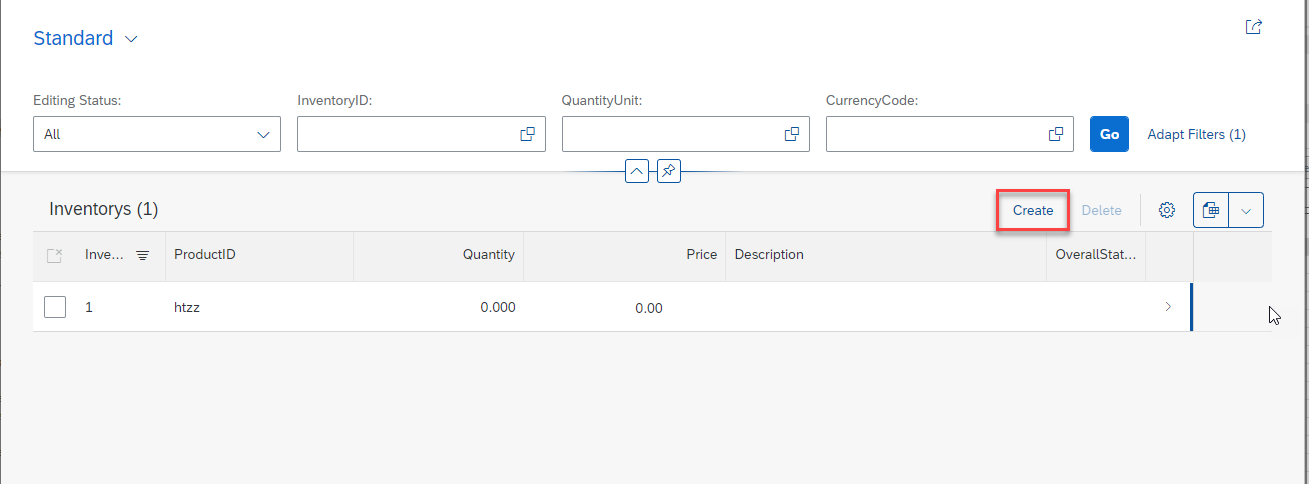 Standard
Editing Status: InventoryID: QuantityUnit: CurrencyCode:
All Go Adapt Filters (1)
Inventorys (1) Create Delete
Inve... ProductID Quantity Price Description OverallStat...
1 htzz 0.000 0.00